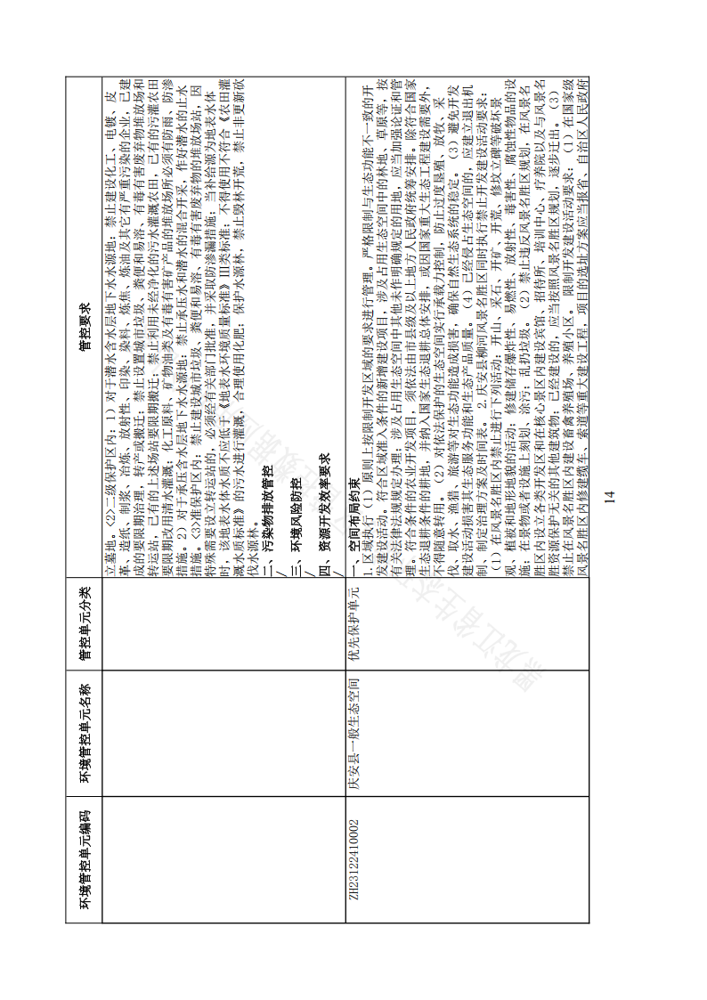 环境管控单元编码
环境管控单元名称
管控单元分类
管控要求
立墓地。<2>二级保护区内：1）对于潜水含水层地下水水源地：禁止建设化工、电镀、皮
革、造纸、制浆、冶炼、放射性、印染、染料、炼焦、炼油及其它有严重污染的企业，已建
成的要限期治理，转产或搬迁；禁止设置城市垃圾、粪便和易溶、有毒有害废弃物堆放场和
转运站，已有的上述场站要限期搬迁；禁止利用未经净化的污水灌溉农田，已有的污灌农田
要限期改用清水灌溉；化工原料、矿物油类及有毒有害矿产品的堆放场所必须有防雨、防渗
措施。2）对于承压含水层地下水水源地：禁止承压水和潜水的混合开采，作好潜水的止水
措施。<3>准保护区内：禁止建设城市垃圾、粪便和易溶、有毒有害废弃物的堆放场站，因
特殊需要设立转运站的，必须经有关部门批准，并采取防渗漏措施；当补给源为地表水体
时，该地表水体水质不应低于《地表水环境质量标准》Ⅲ类标准；不得使用不符合《农田灌
溉水质标准》的污水进行灌溉，合理使用化肥；保护水源林，禁止毁林开荒，禁止非更新砍
伐水源林。
二、污染物排放管控
/
三、环境风险防控
/
四、资源开发效率要求
/
ZH23122410002
庆安县一般生态空间
优先保护单元
一、空间布局约束
1.区域执行（1）原则上按限制开发区域的要求进行管理。严格限制与生态功能不一致的开
发建设活动。符合区域准入条件的新增建设项目，涉及占用生态空间中的林地、草原等，按
有关法律法规规定办理，涉及占用生态空间中其他未作明确规定的用地，应当加强论证和管
理。符合条件的农业开发项目，须依法由市县级及以上地方人民政府统筹安排。除符合国家
生态退耕条件的耕地，并纳入国家生态退耕总体安排，或因国家重大生态工程建设需要外，
不得随意转用。（2）对依法保护的生态空间实行承载力控制，防止过度垦殖、放牧、采
伐、取水、渔猎、旅游等对生态功能造成损害，确保自然生态系统的稳定。（3）避免开发
建设活动损害其生态服务功能和生态产品质量。（4）已经侵占生态空间的，应建立退出机
制、制定治理方案及时间表。2.庆安县柳河风景名胜区同时执行禁止开发建设活动要求：
（1）在风景名胜区内禁止进行下列活动：开山、采石、开矿、开荒、修坟立碑等破坏景
观、植被和地形地貌的活动；修建储存爆炸性、易燃性、放射性、毒害性、腐蚀性物品的设
施；在景物或者设施上刻划、涂污；乱扔垃圾。（2）禁止违反风景名胜区规划，在风景名
胜区内设立各类开发区和在核心景区内建设宾馆、招待所、培训中心、疗养院以及与风景名
胜资源保护无关的其他建筑物；已经建设的，应当按照风景名胜区规划，逐步迁出。（3）
禁止在风景名胜区内建设畜禽养殖场、养殖小区。 限制开发建设活动要求：（1）在国家级
风景名胜区内修建缆车、索道等重大建设工程，项目的选址方案应当报省、自治区人民政府
14